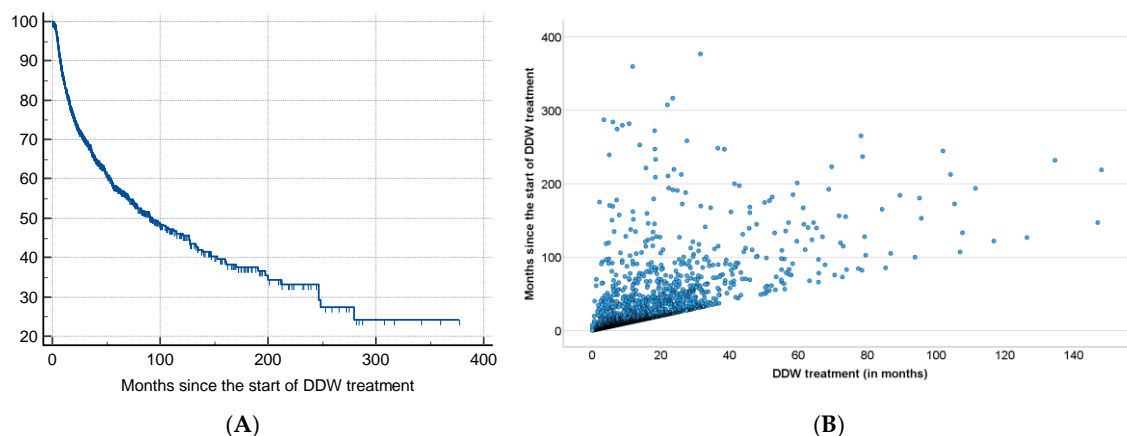 100
90
80
70
60
50
40
30
20
0 100 200 300 400
Months since the start of DDW treatment
(A)
Months since the start of DDW treatment
400
300
200
100
0
0 20 40 60 80 100 120 140
DDW treatment (in months)
(B)